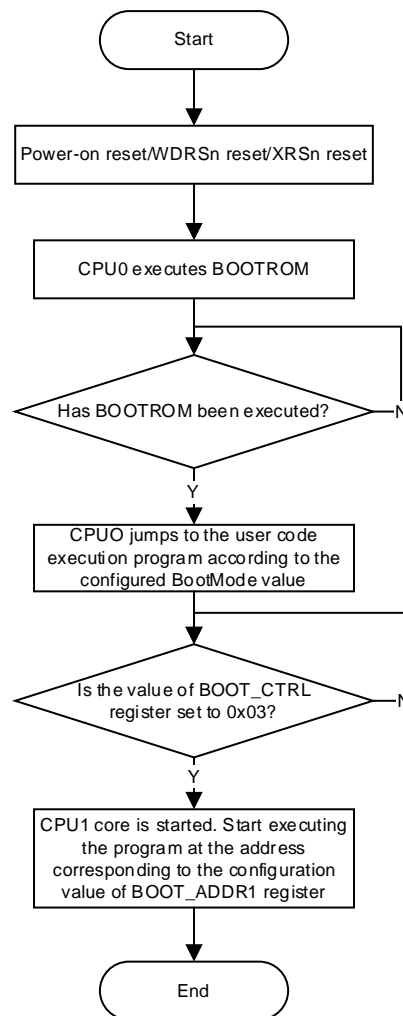 Start
Power-on reset/WDRSn reset/XRSn reset
CPU0 executes BOOTROM
Has BOOTROM been executed?
N
Y
CPUO jumps to the user code
execution program according to the
configured BootMode value
Is the value of BOOT_CTRL
register set to 0x03?
N
Y
CPU1 core is started. Start executing
the program at the address
corresponding to the configuration
value of BOOT_ADDR1 register
End